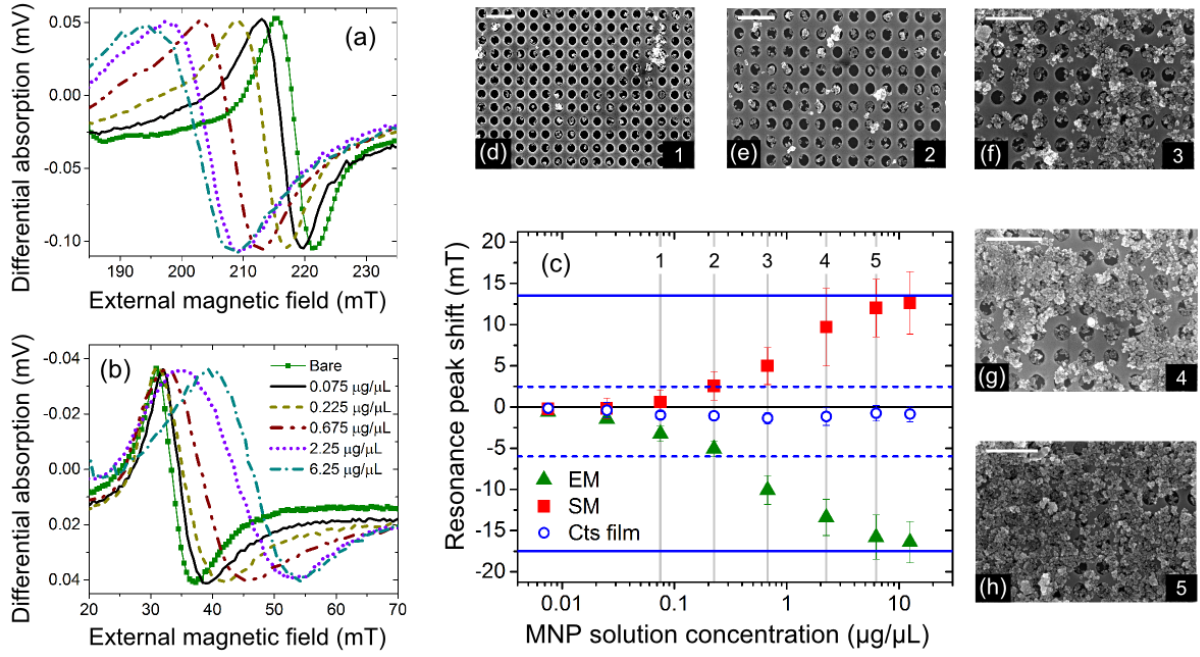 (a)
Differential absorption (mV)
0.05
0.00
-0.05
-0.10
190 200 210 220 230
External magnetic field (mT)
(b)
Differential absorption (mV)
-0.04
-0.02
0.00
0.02
0.04
20 30 40 50 60 70
External magnetic field (mT)
Bare
0.075 µg/µL
0.225 µg/µL
0.675 µg/µL
2.25 µg/µL
6.25 µg/µL
(d) 1
(e) 2
(f) 3
(c)
Resonance peak shift (mT)
20
15
10
5
0
-5
-10
-15
-20
1 2 3 4 5
EM
SM
Cts film
0.01 0.1 1 10
MNP solution concentration (µg/µL)
(g) 4
(h) 5